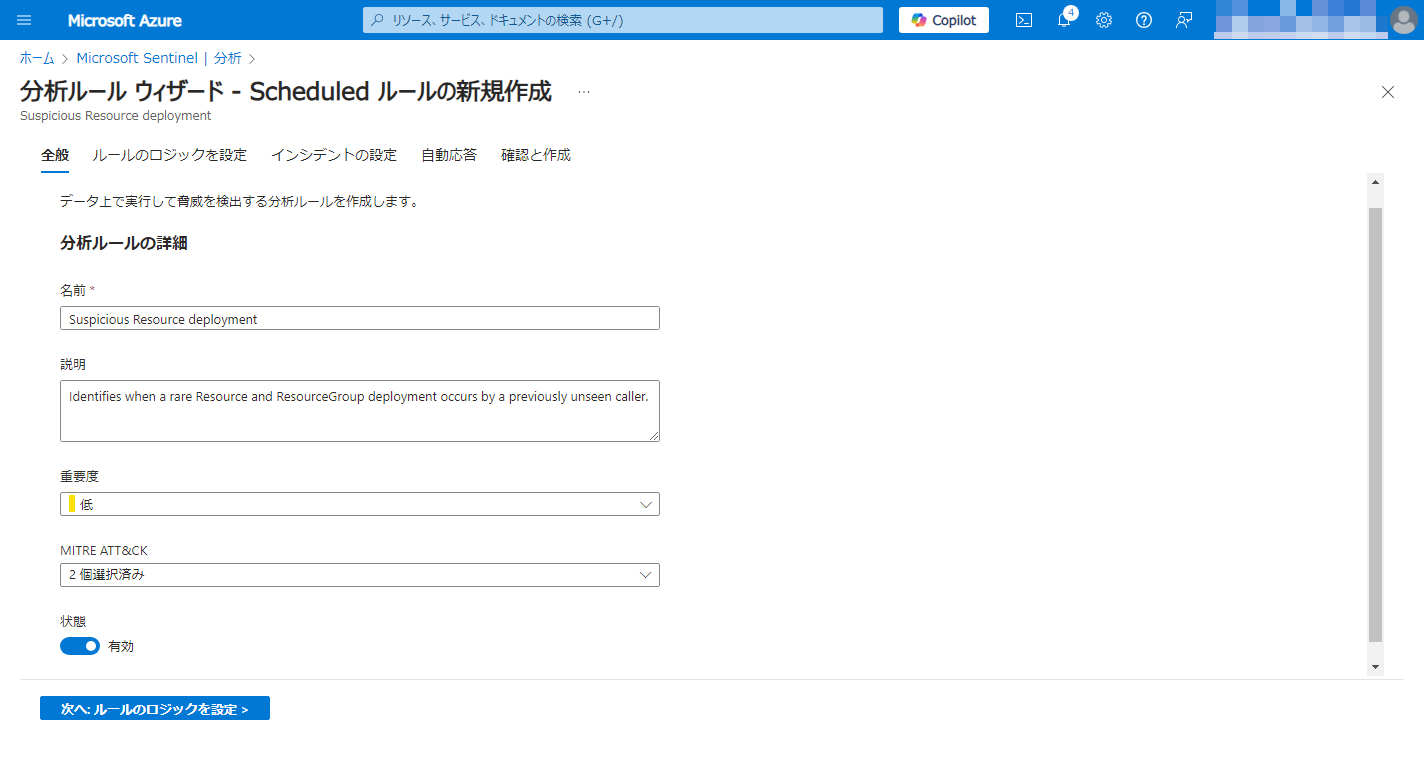 Microsoft Azure
リソース、サービス、ドキュメントの検索 (G+/)
Copilot
4
ホーム > Microsoft Sentinel | 分析 >
分析ルール ウィザード - Scheduled ルールの新規作成 ...
Suspicious Resource deployment
全般 ルールのロジックを設定 インシデントの設定 自動応答 確認と作成
データ上で実行して脅威を検出する分析ルールを作成します。
分析ルールの詳細
名前 *
Suspicious Resource deployment
説明
Identifies when a rare Resource and ResourceGroup deployment occurs by a previously unseen caller.
重要度
低
MITRE ATT&CK
2 個選択済み
状態
有効
次へ: ルールのロジックを設定 >